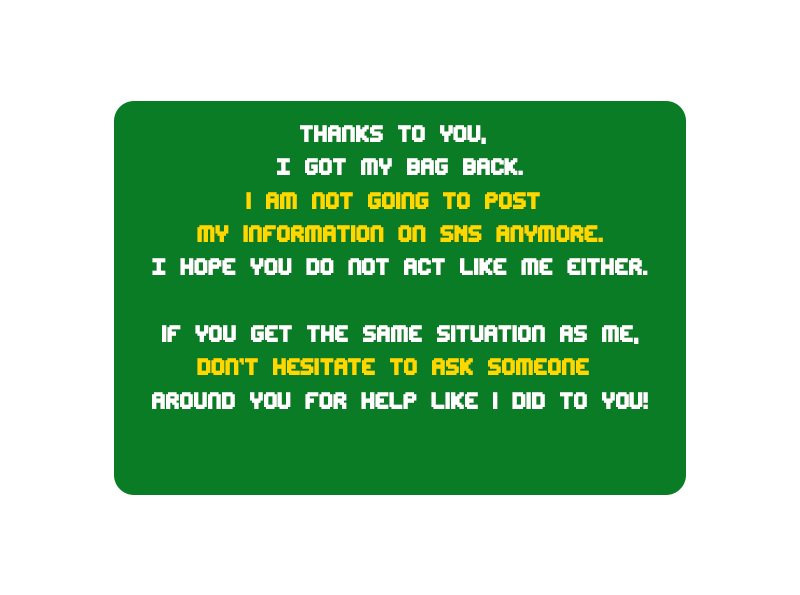 THANKS TO YOU,
I GOT MY BAG BACK.
I AM NOT GOING TO POST
MY INFORMATION ON SNS ANYMORE.
I HOPE YOU DO NOT ACT LIKE ME EITHER.
IF YOU GET THE SAME SITUATION AS ME,
DON'T HESITATE TO ASK SOMEONE
AROUND YOU FOR HELP LIKE I DID TO YOU!